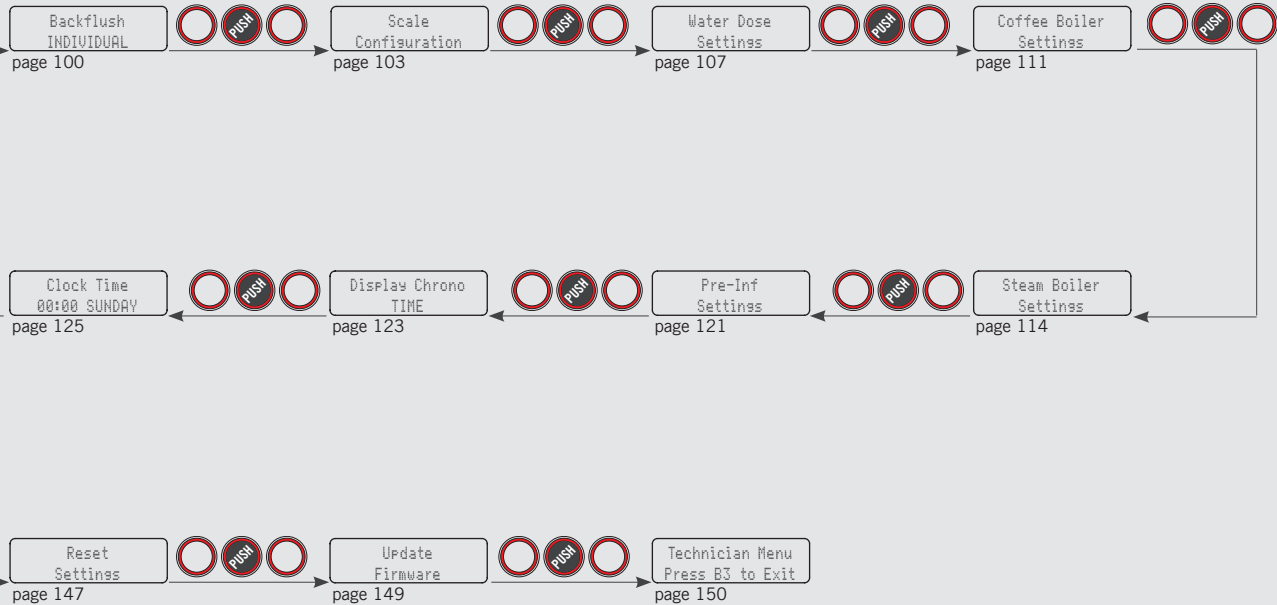 Backflush
INDIVIDUAL
page 100
PUSH
Scale
Configuration
page 103
PUSH
Water Dose
Settings
page 107
PUSH
Coffee Boiler
Settings
page 111
PUSH
Clock Time
00:00 SUNDAY
page 125
PUSH
Display Chrono
TIME
page 123
PUSH
Pre-Inf
Settings
page 121
PUSH
Steam Boiler
Settings
page 114
Reset
Settings
page 147
PUSH
Update
Firmware
page 149
PUSH
Technician Menu
Press B3 to Exit
page 150